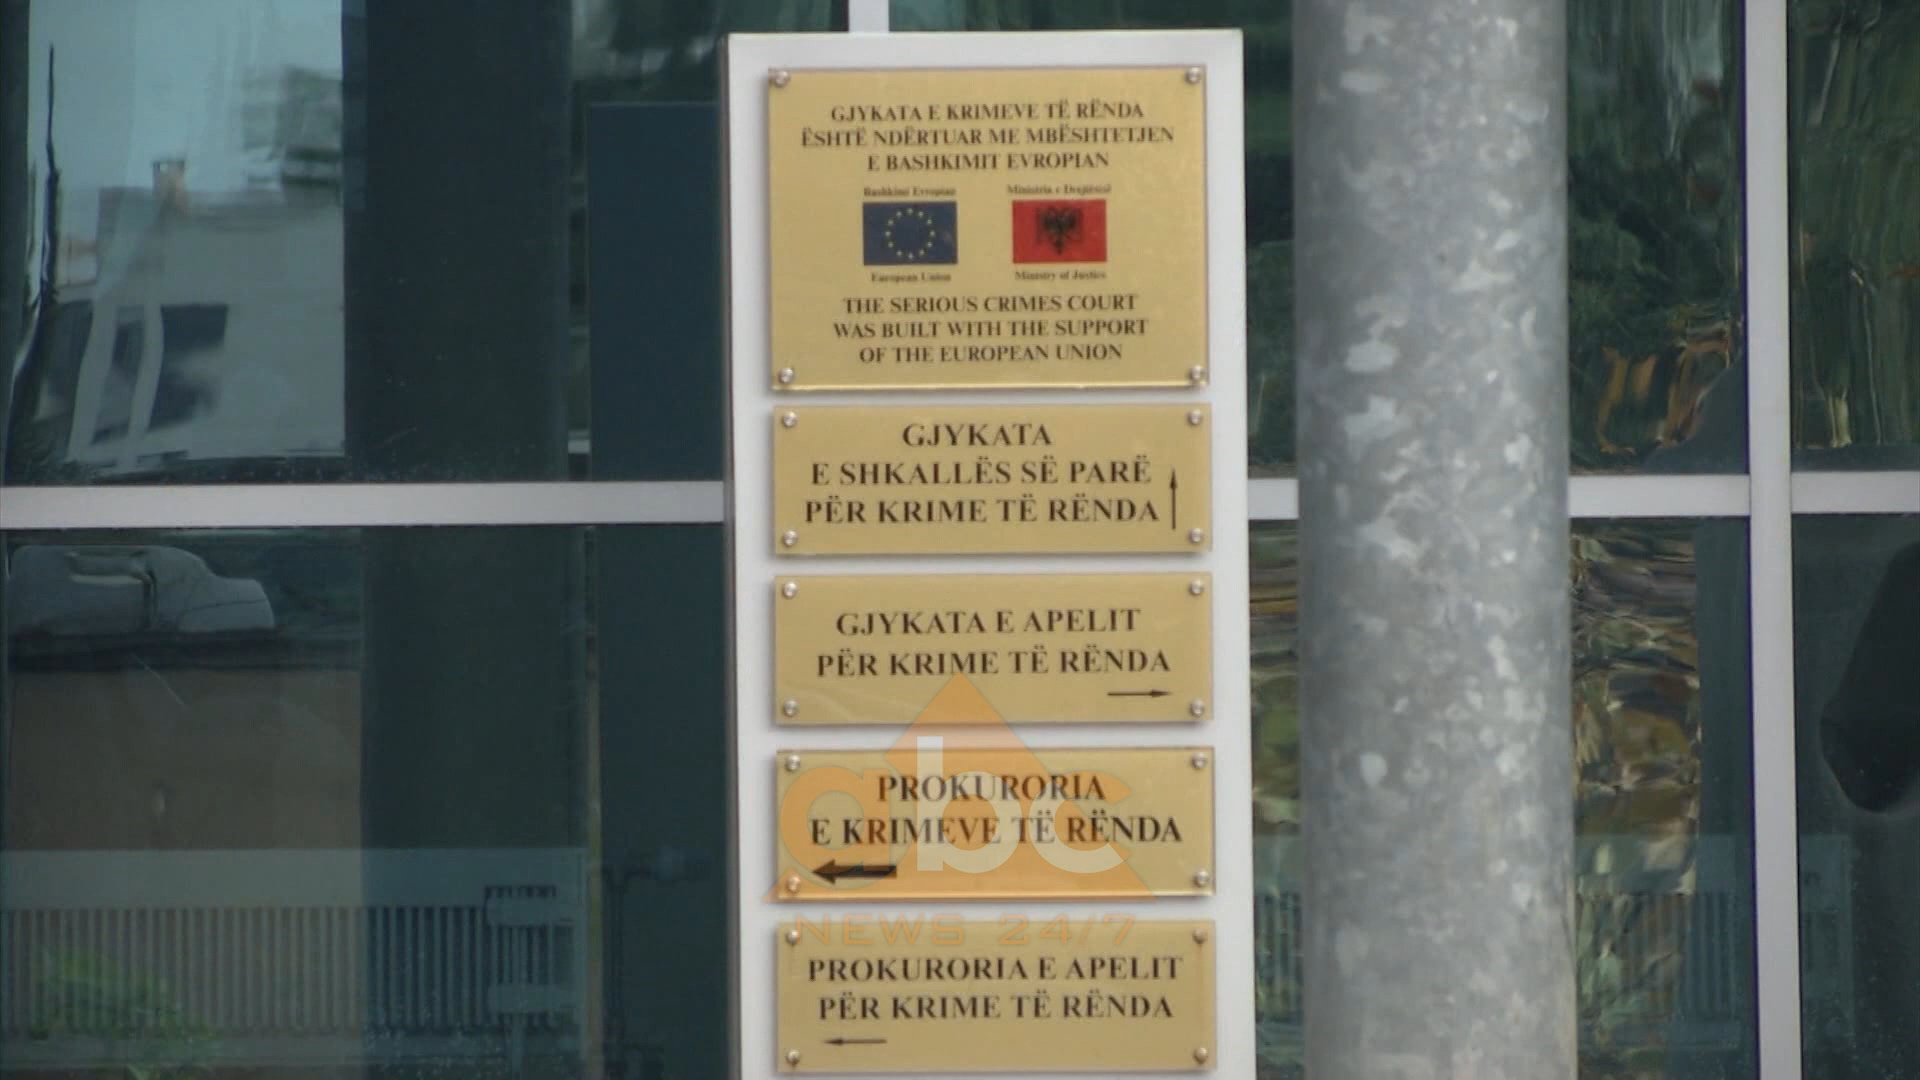 GJYKATA E KRIMEVE TË RËNDA
ËSHTË NDËRTUAR ME MBËSHTETJEN
E BASHKIMIT EVROPIAN
Bashkimi Evropian Ministria e Drejtësisë
European Union Ministry of Justice
THE SERIOUS CRIMES COURT
WAS BUILT WITH THE SUPPORT
OF THE EUROPEAN UNION
GJYKATA
E SHKALLËS SË PARË
PËR KRIME TË RËNDA
GJYKATA E APELIT
PËR KRIME TË RËNDA
PROKURORIA
E KRIMEVE TË RËNDA
abc
NEWS 24/7
PROKURORIA E APELIT
PËR KRIME TË RËNDA